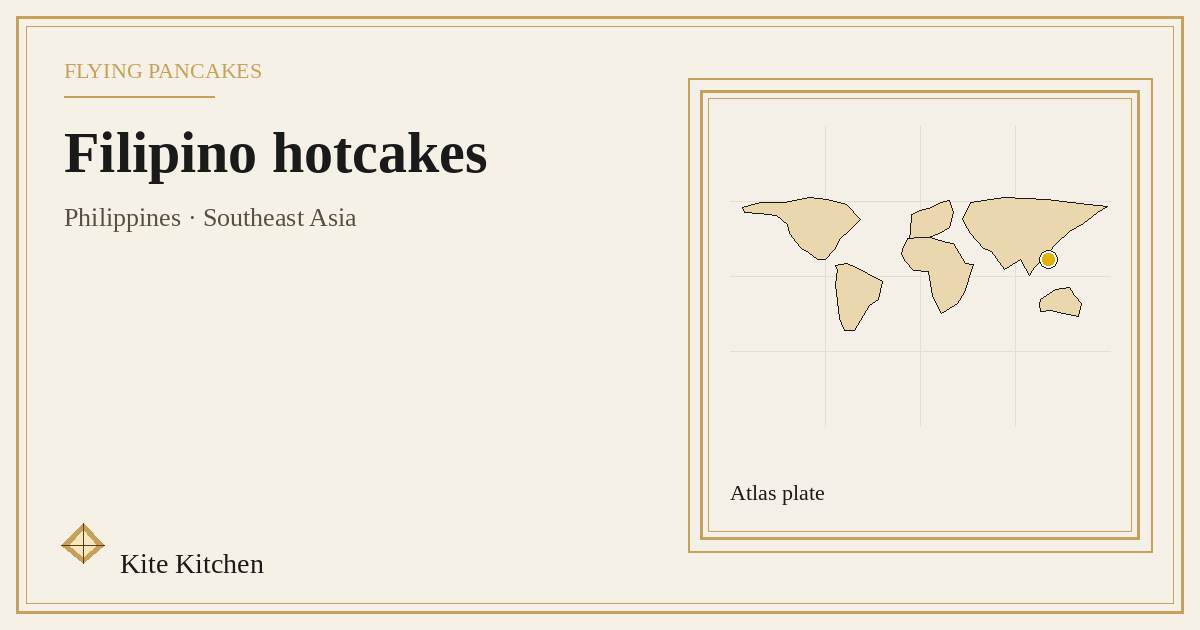 FLYING PANCAKES
Filipino hotcakes
Philippines · Southeast Asia
Atlas plate
Kite Kitchen